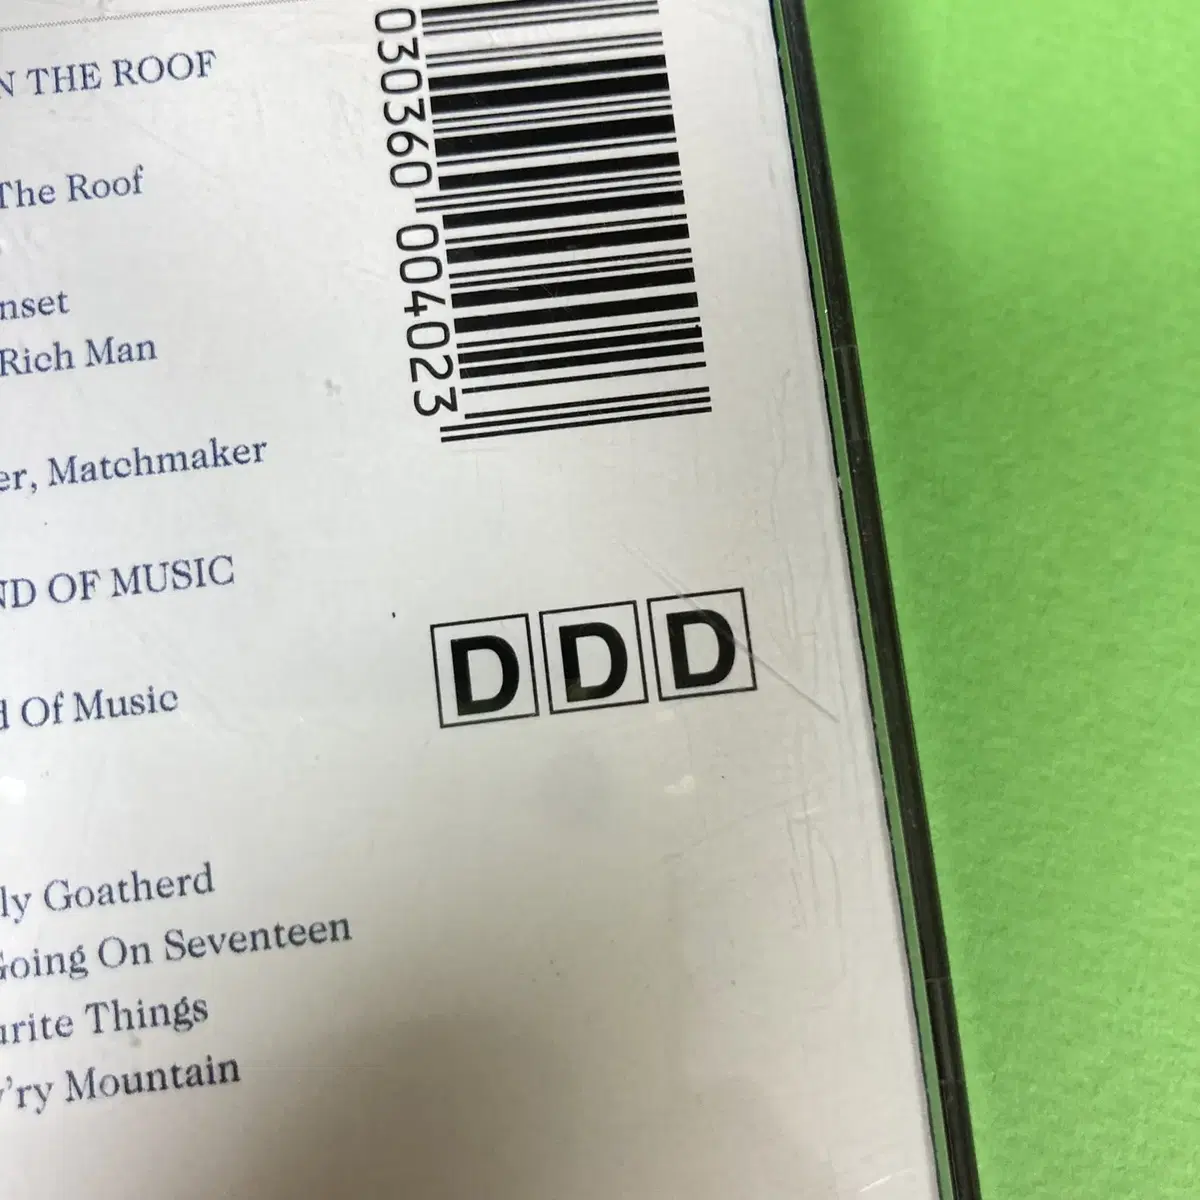 N THE ROOF
The Roof
nset
Rich Man
er, Matchmaker
ND OF MUSIC
d Of Music
ly Goatherd
Going On Seventeen
urite Things
'ry Mountain
030360 004023
D D D